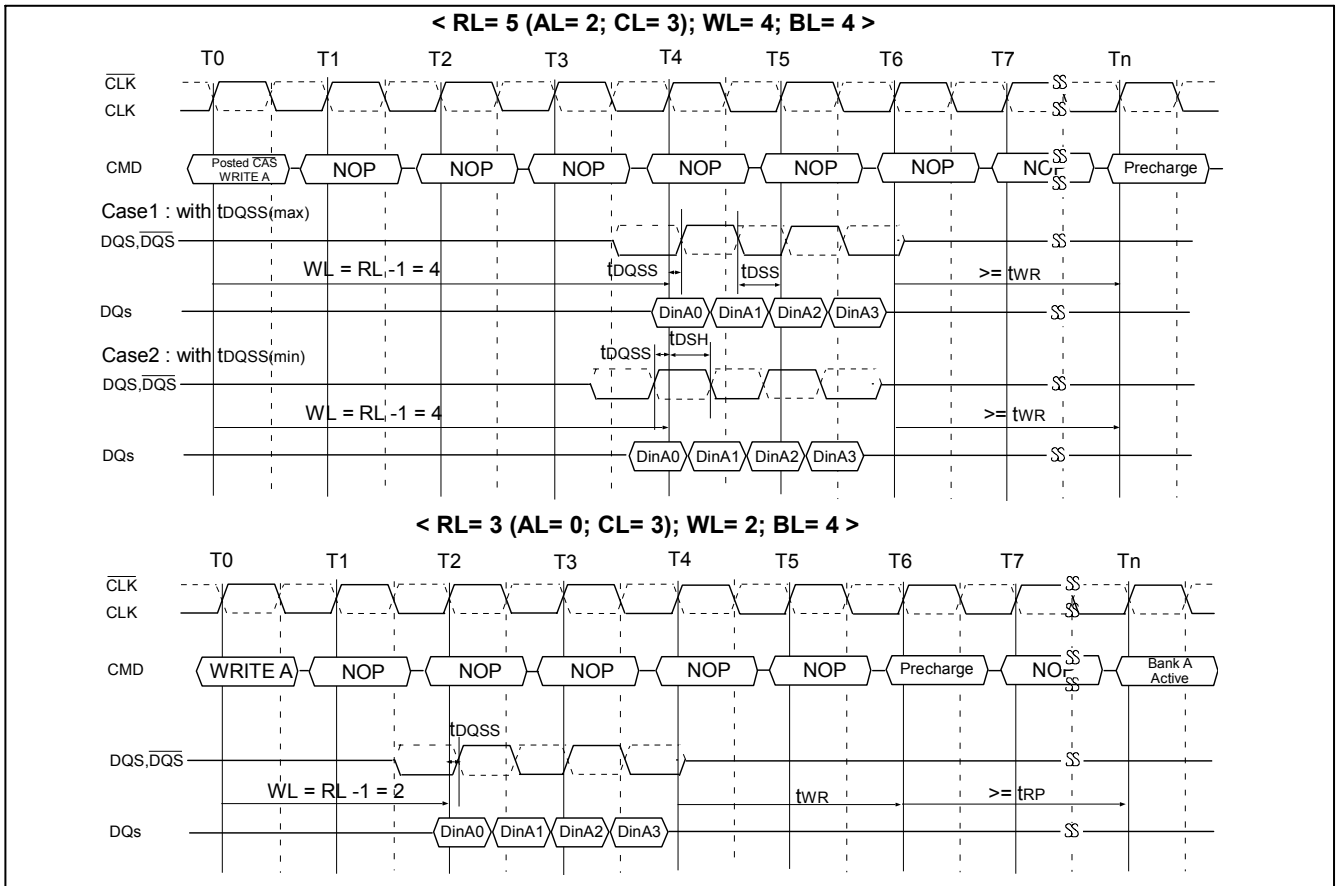 < RL= 5 (AL= 2; CL= 3); WL= 4; BL= 4 >
T0 T1 T2 T3 T4 T5 T6 T7 Tn
CLK
CLK
CMD Posted CAS WRITE A NOP NOP NOP NOP NOP NOP NOP Precharge
Case1 : with tDQSS(max)
DQS,DQS
WL = RL -1 = 4 tDQSS tDSS >= tWR
DQs DinA0 DinA1 DinA2 DinA3
Case2 : with tDQSS(min) tDQSS tDSH
DQS,DQS
WL = RL -1 = 4 >= tWR
DQs DinA0 DinA1 DinA2 DinA3
< RL= 3 (AL= 0; CL= 3); WL= 2; BL= 4 >
T0 T1 T2 T3 T4 T5 T6 T7 Tn
CLK
CLK
CMD WRITE A NOP NOP NOP NOP NOP Precharge NOP Bank A Active
tDQSS
DQS,DQS
WL = RL -1 = 2 tWR >= tRP
DQs DinA0 DinA1 DinA2 DinA3